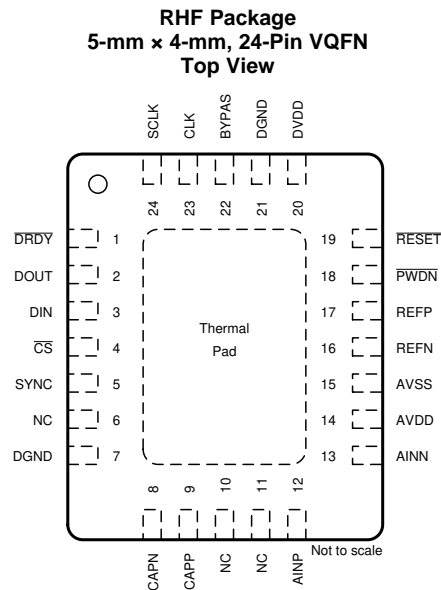 RHF Package
5-mm × 4-mm, 24-Pin VQFN
Top View
SCLK
CLK
BYPAS
DGND
DVDD
24
23
22
21
20
DRDY 1
DOUT 2
DIN 3
CS 4
SYNC 5
NC 6
DGND 7
Thermal
Pad
19 RESET
18 PWDN
17 REFP
16 REFN
15 AVSS
14 AVDD
13 AINN
8
9
10
11
12
CAPN
CAPP
NC
NC
AINP
Not to scale